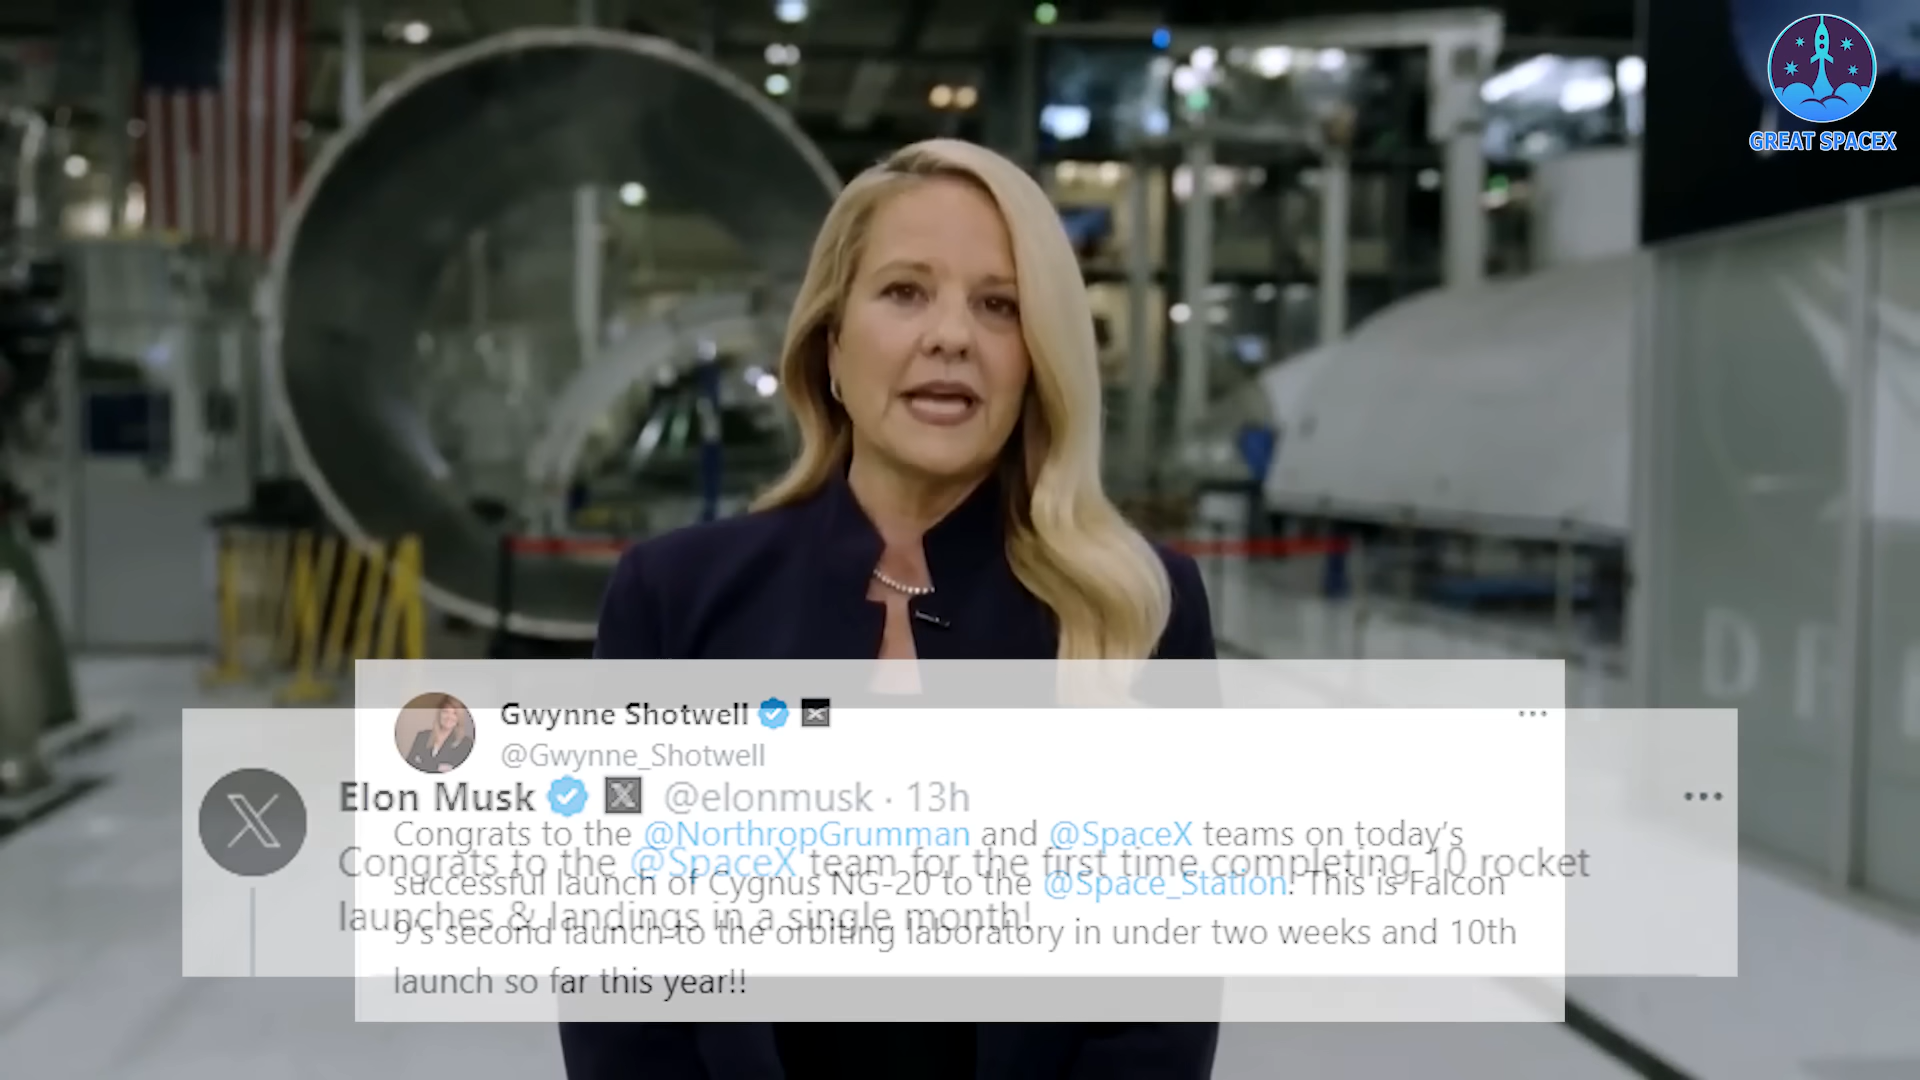 GREAT SPACEX
Gwynne Shotwell
@Gwynne_Shotwell
Elon Musk @elonmusk · 13h
Congrats to the @NorthropGrumman and @SpaceX teams on today's
successful launch of Cygnus NG-20 to the @Space_Station! This is Falcon
9's second launch to the orbiting laboratory in under two weeks and 10th
launch so far this year!!
Congrats to the @SpaceX team for the first time completing 10 rocket
launches & landings in a single month!